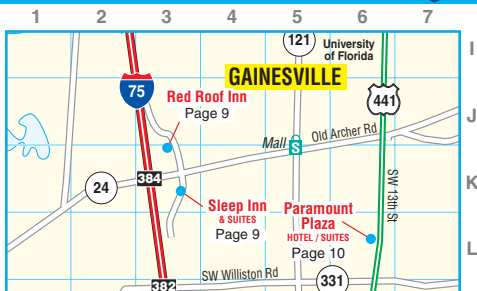 1 2 3 4 5 6 7
I
J
K
L
121
University
of Florida
GAINESVILLE
75
Red Roof Inn
Page 9
441
Mall
S
Old Archer Rd
384
24
SW 13th St
Sleep Inn
& SUITES
Page 9
Paramount
Plaza
HOTEL / SUITES
Page 10
SW Williston Rd
331
382